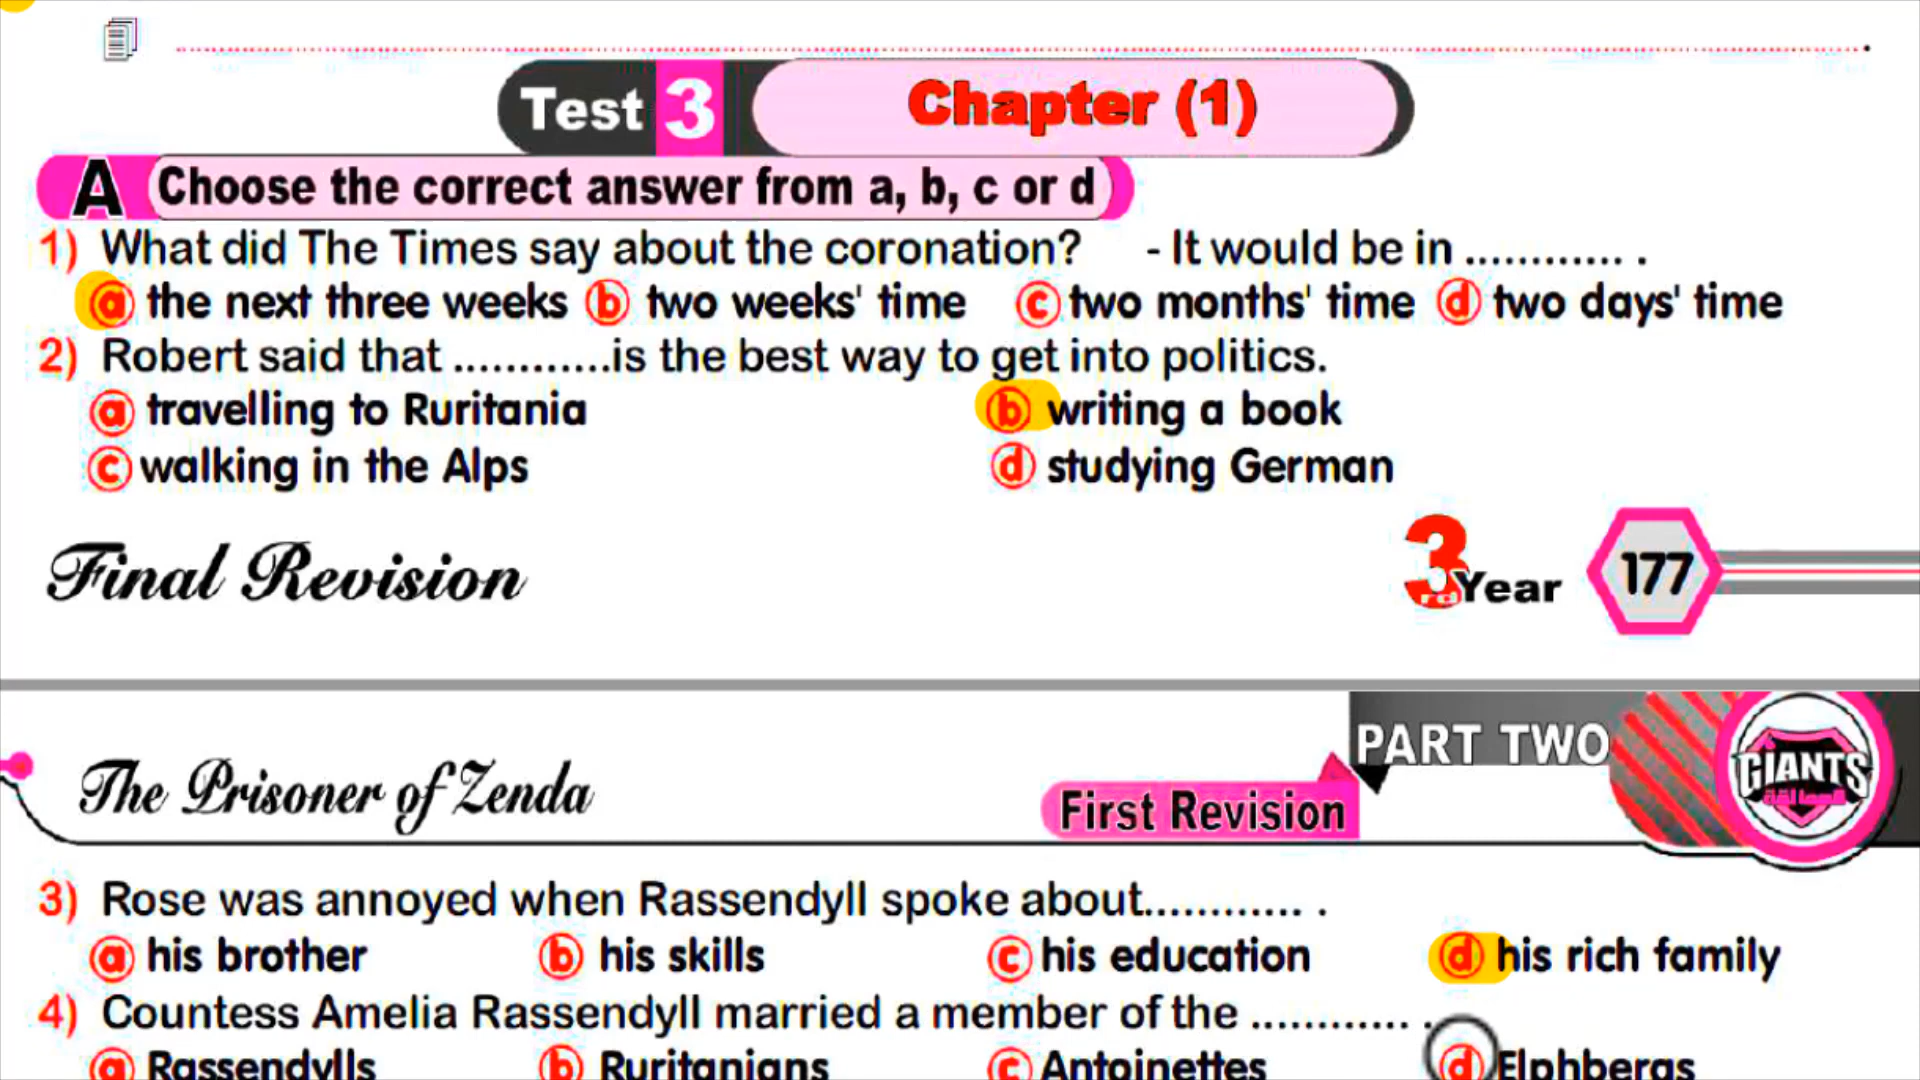 Test 3 Chapter (1)
A Choose the correct answer from a, b, c or d
1) What did The Times say about the coronation? - It would be in ............ .
a the next three weeks b two weeks' time c two months' time d two days' time
2) Robert said that ............is the best way to get into politics.
a travelling to Ruritania b writing a book
c walking in the Alps d studying German
Final Revision 3rd Year 177
PART TWO
GIANTS
العمالقة
The Prisoner of Zenda First Revision
3) Rose was annoyed when Rassendyll spoke about............ .
a his brother b his skills c his education d his rich family
4) Countess Amelia Rassendyll married a member of the ............ .
a Rassendylls b Ruritanians c Antoinettes d Elphbergs